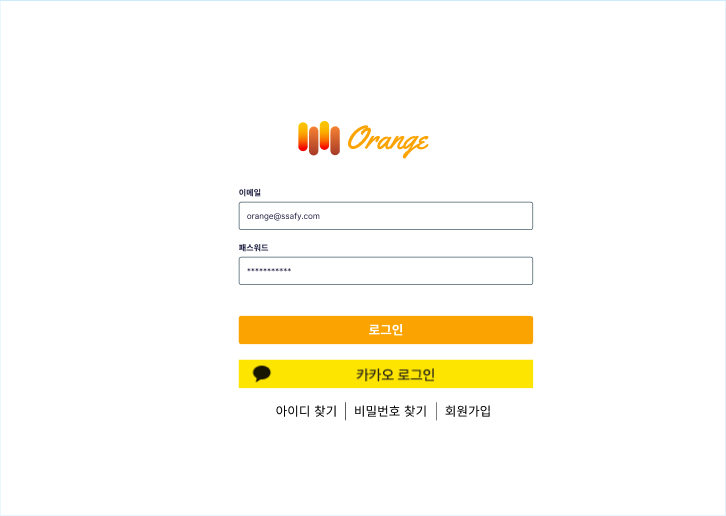 Orange
이메일
orange@ssafy.com
패스워드
***********
로그인
카카오 로그인
아이디 찾기 | 비밀번호 찾기 | 회원가입